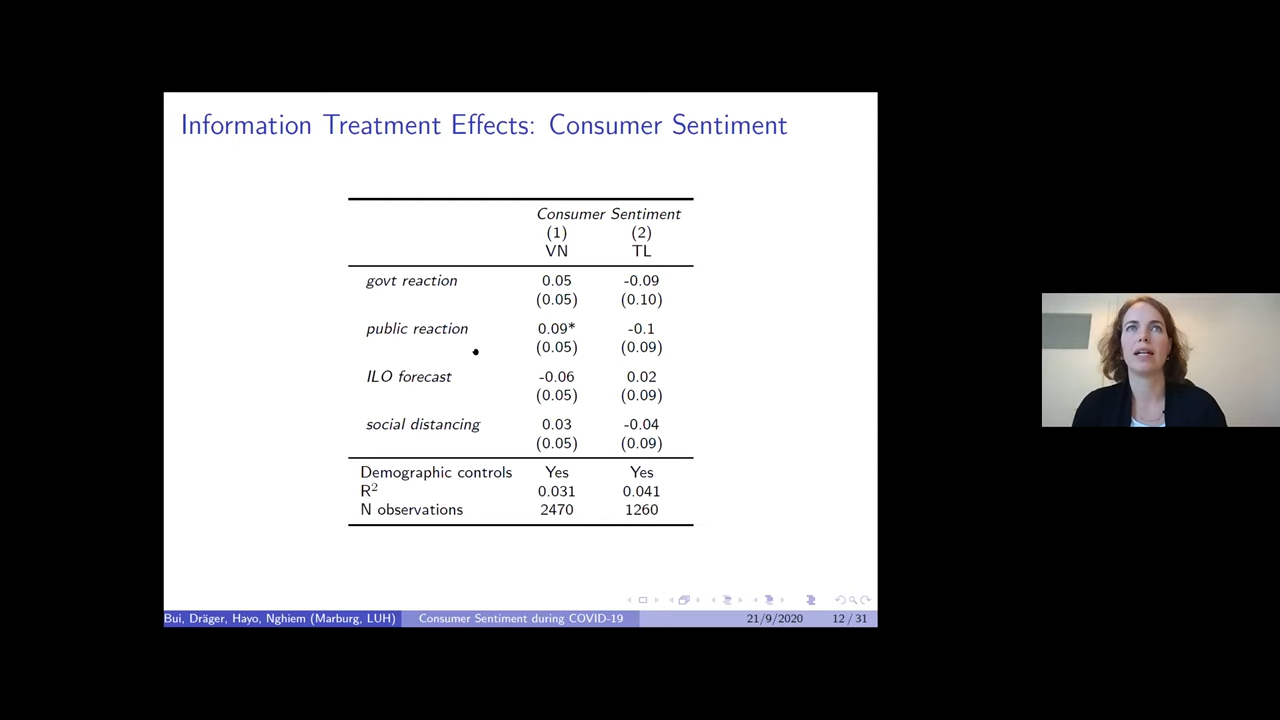 Information Treatment Effects: Consumer Sentiment
Consumer Sentiment
(1) (2)
VN TL
govt reaction 0.05 -0.09
(0.05) (0.10)
public reaction 0.09* -0.1
(0.05) (0.09)
ILO forecast -0.06 0.02
(0.05) (0.09)
social distancing 0.03 -0.04
(0.05) (0.09)
Demographic controls Yes Yes
R² 0.031 0.041
N observations 2470 1260
Bui, Dräger, Hayo, Nghiem (Marburg, LUH) Consumer Sentiment during COVID-19 21/9/2020 12 / 31